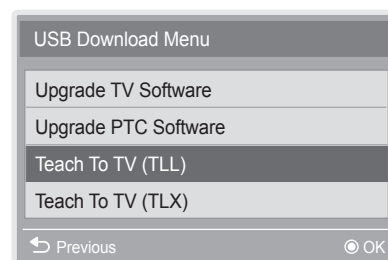 USB Download Menu
Upgrade TV Software
Upgrade PTC Software
Teach To TV (TLL)
Teach To TV (TLX)
Previous OK